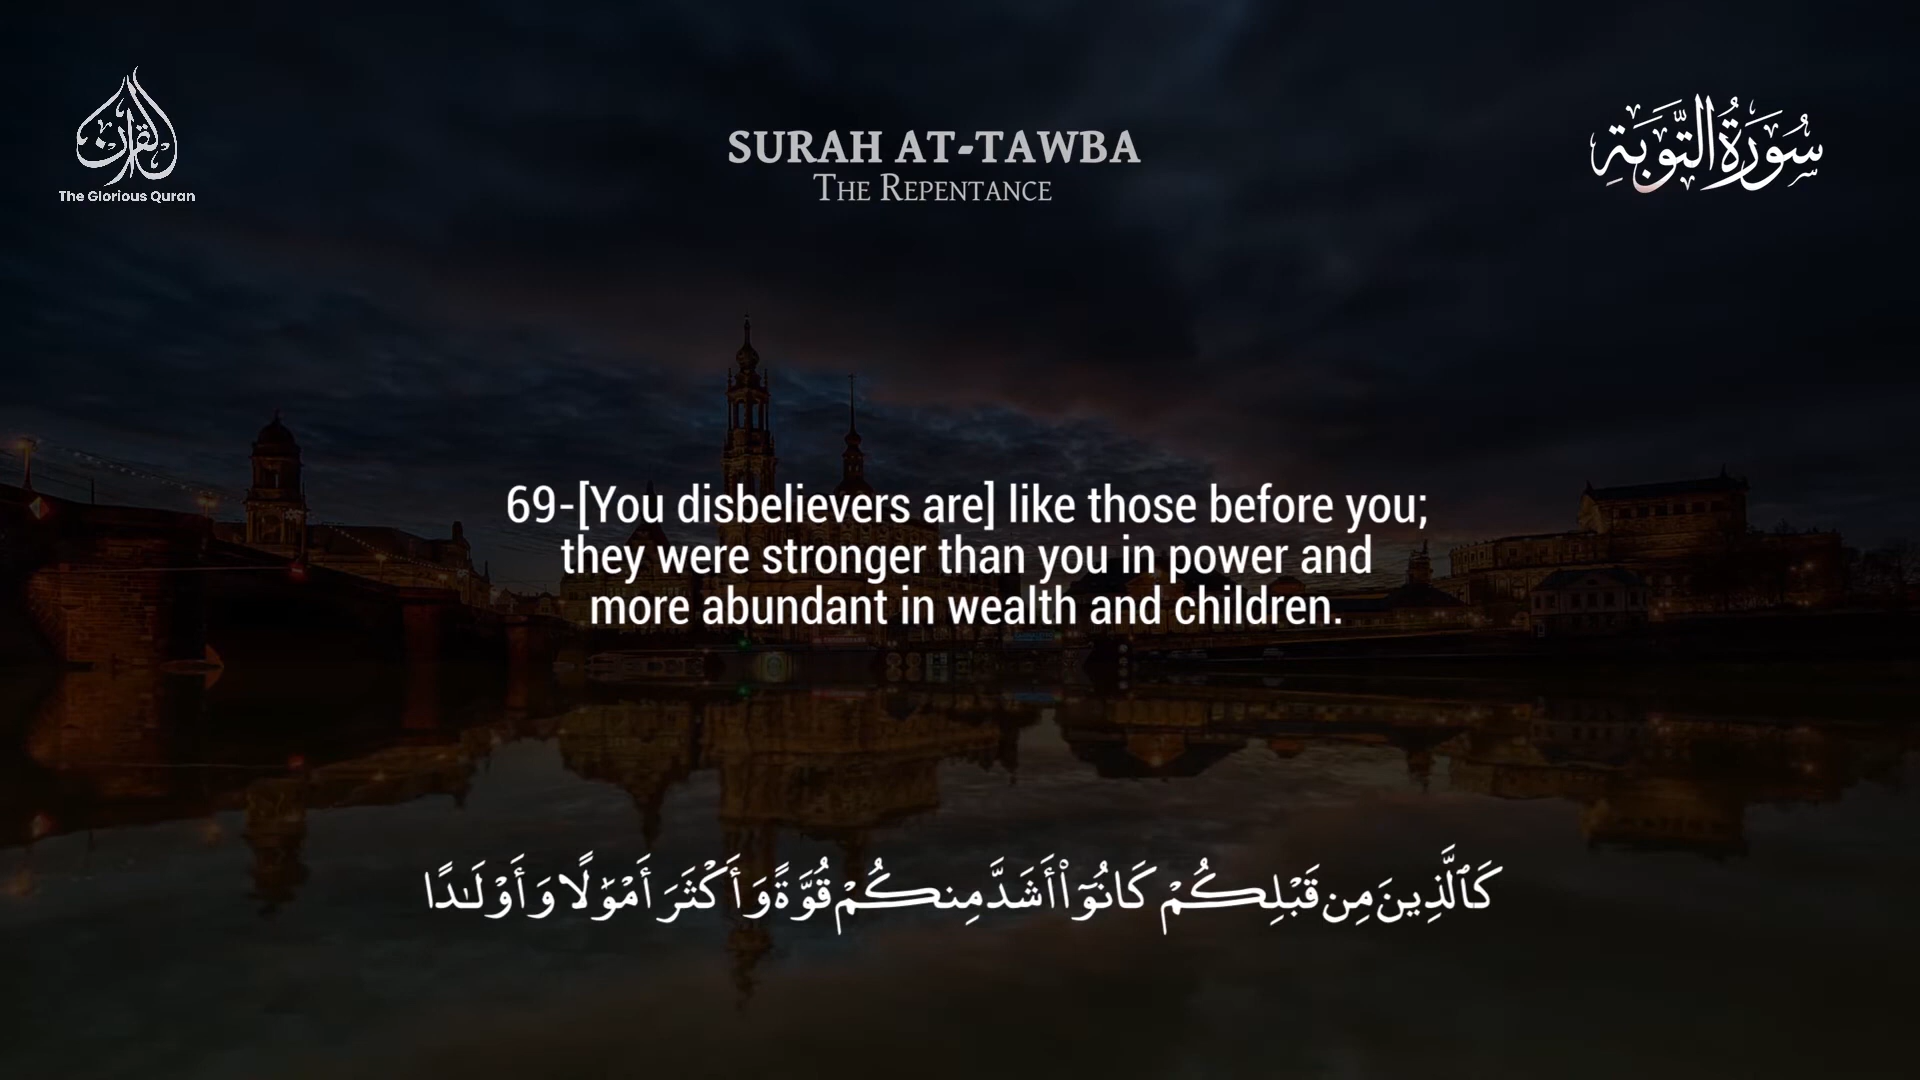 القرآن
The Glorious Quran
SURAH AT-TAWBA
THE REPENTANCE
سُورَةُ التَّوْبَةِ
69-[You disbelievers are] like those before you;
they were stronger than you in power and
more abundant in wealth and children.
كَٱلَّذِينَ مِن قَبْلِكُمْ كَانُوٓا۟ أَشَدَّ مِنكُمْ قُوَّةً وَأَكْثَرَ أَمْوَٰلًا وَأَوْلَـٰدًا